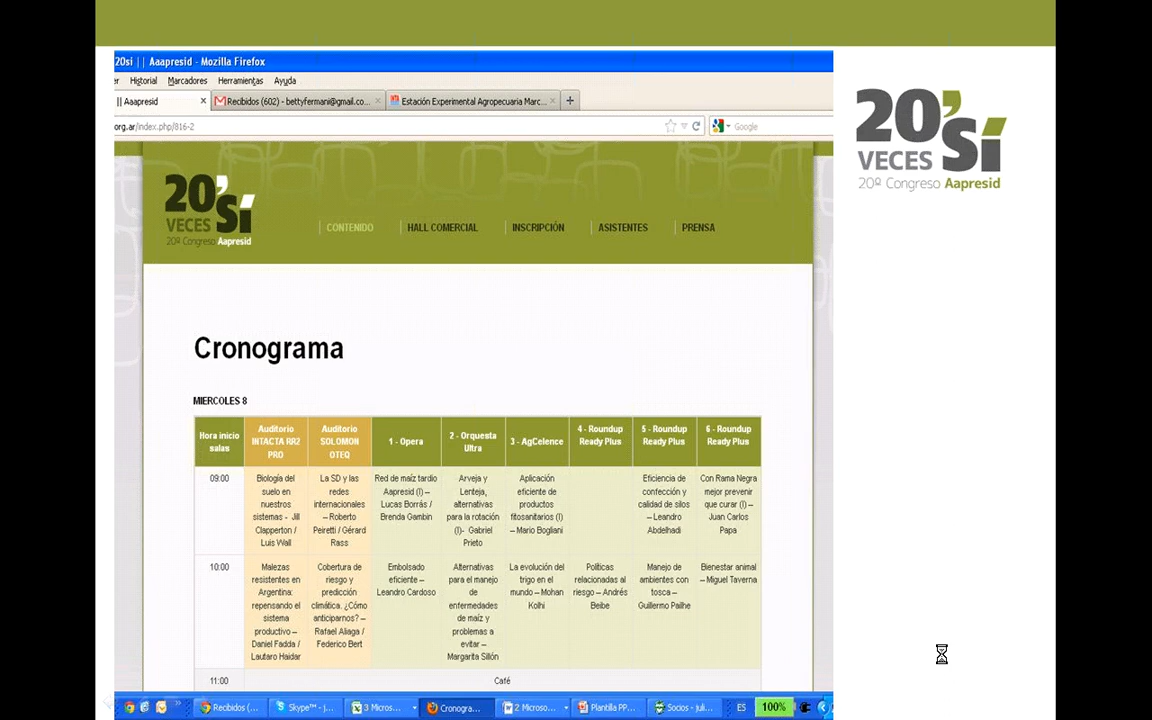 20sí || Aaapresid - Mozilla Firefox
Historial Marcadores Herramientas Ayuda
|| Aaapresid
Recibidos (602) - bettyfermani@gmail.co...
Estación Experimental Agropecuaria Marc...
org.ar/index.php/816-2
Google
20' Sí
VECES
20º Congreso Aapresid
20' Sí
VECES
20º Congreso Aapresid
CONTENIDO
HALL COMERCIAL
INSCRIPCIÓN
ASISTENTES
PRENSA
Cronograma
MIERCOLES 8
Hora inicio
salas
Auditorio
INTACTA RR2
PRO
Auditorio
SOLOMON
OTEQ
1 - Opera
2 - Orquesta
Ultra
3 - AgCelence
4 - Roundup
Ready Plus
5 - Roundup
Ready Plus
6 - Roundup
Ready Plus
09:00
Biología del
suelo en
nuestros
sistemas - Jill
Clapperton /
Luis Wall
La SD y las
redes
internacionales
– Roberto
Peiretti / Gérard
Rass
Red de maíz tardio
Aapresid (I) –
Lucas Borrás /
Brenda Gambin
Arveja y
Lenteja,
alternativas
para la rotación
(I)- Gabriel
Prieto
Aplicación
eficiente de
productos
fitosanitarios (I)
– Mario Bogliani
Eficiencia de
confección y
calidad de silos
– Leandro
Abdelhadi
Con Rama Negra
mejor prevenir
que curar (I) –
Juan Carlos
Papa
10:00
Malezas
resistentes en
Argentina:
repensando el
sistema
productivo –
Daniel Fadda /
Lautaro Haidar
Cobertura de
riesgo y
predicción
climática. ¿Cómo
anticiparnos? –
Rafael Aliaga /
Federico Bert
Embolsado
eficiente –
Leandro Cardoso
Alternativas
para el manejo
de
enfermedades
de maíz y
problemas a
evitar –
Margarita Sillón
La evolución del
trigo en el
mundo – Mohan
Kolhi
Políticas
relacionadas al
riesgo – Andrés
Beibe
Manejo de
ambientes con
tosca –
Guillermo Pailhe
Bienestar animal
– Miguel Taverna
11:00
Café
Recibidos (...
Skype™ - j...
3 Micros...
Cronogra...
2 Microso...
Plantilla PP...
Socios - juli...
ES
100%